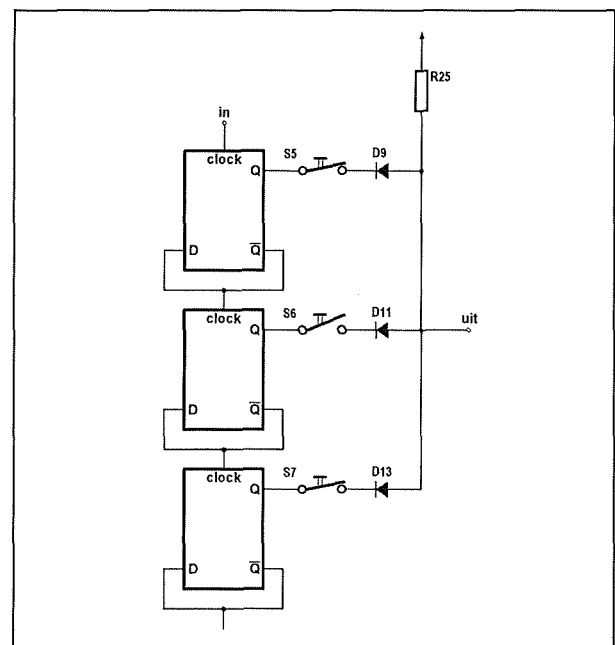 R25
in
clock
Q
S5
D9
D
Q
clock
Q
S6
D11
uit
D
Q
clock
Q
S7
D13
D
Q